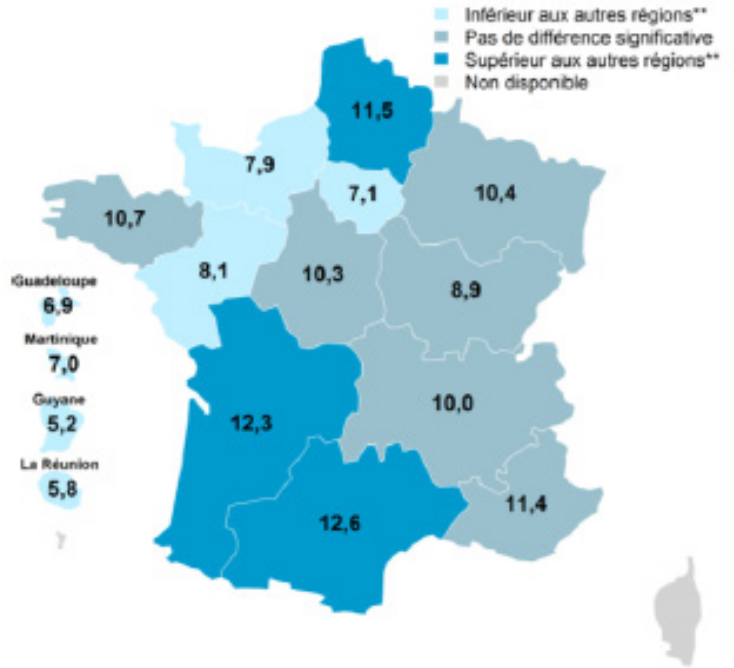 Inférieur aux autres régions**
Pas de différence significative
Supérieur aux autres régions**
Non disponible
11,5
7,9
7,1
10,4
10,7
8,1
10,3
8,9
Guadeloupe
6,9
Martinique
7,0
Guyane
5,2
La Réunion
5,8
12,3
10,0
12,6
11,4